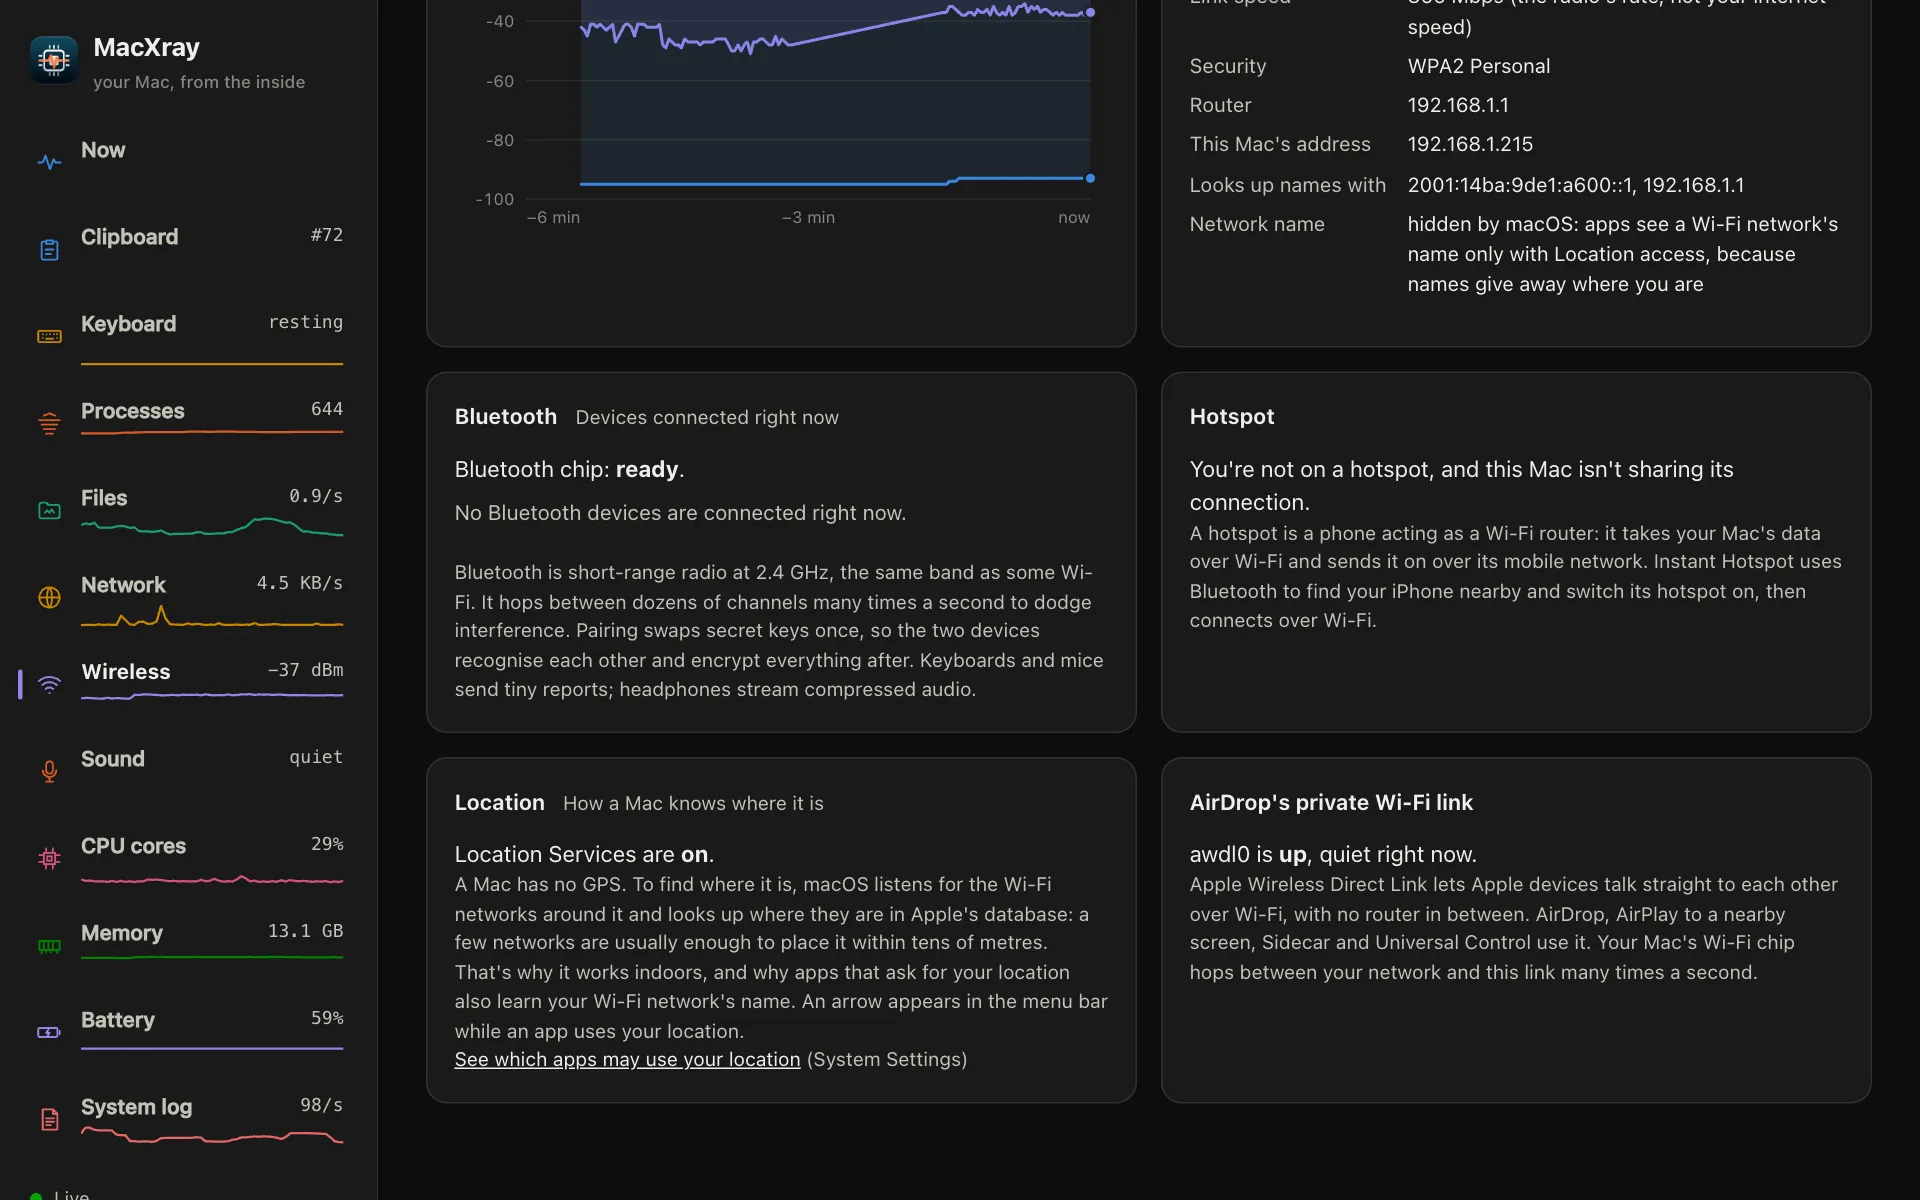 MacXray
your Mac, from the inside
Now
Clipboard #72
Keyboard resting
Processes 644
Files 0.9/s
Network 4.5 KB/s
Wireless −37 dBm
Sound quiet
CPU cores 29%
Memory 13.1 GB
Battery 59%
System log 98/s
Live
-40
-60
-80
-100
−6 min −3 min now
speed)
Security WPA2 Personal
Router 192.168.1.1
This Mac's address 192.168.1.215
Looks up names with 2001:14ba:9de1:a600::1, 192.168.1.1
Network name hidden by macOS: apps see a Wi-Fi network's
name only with Location access, because
names give away where you are
Bluetooth Devices connected right now
Bluetooth chip: ready.
No Bluetooth devices are connected right now.
Bluetooth is short-range radio at 2.4 GHz, the same band as some Wi-
Fi. It hops between dozens of channels many times a second to dodge
interference. Pairing swaps secret keys once, so the two devices
recognise each other and encrypt everything after. Keyboards and mice
send tiny reports; headphones stream compressed audio.
Hotspot
You're not on a hotspot, and this Mac isn't sharing its
connection.
A hotspot is a phone acting as a Wi-Fi router: it takes your Mac's data
over Wi-Fi and sends it on over its mobile network. Instant Hotspot uses
Bluetooth to find your iPhone nearby and switch its hotspot on, then
connects over Wi-Fi.
Location How a Mac knows where it is
Location Services are on.
A Mac has no GPS. To find where it is, macOS listens for the Wi-Fi
networks around it and looks up where they are in Apple's database: a
few networks are usually enough to place it within tens of metres.
That's why it works indoors, and why apps that ask for your location
also learn your Wi-Fi network's name. An arrow appears in the menu bar
while an app uses your location.
See which apps may use your location (System Settings)
AirDrop's private Wi-Fi link
awdl0 is up, quiet right now.
Apple Wireless Direct Link lets Apple devices talk straight to each other
over Wi-Fi, with no router in between. AirDrop, AirPlay to a nearby
screen, Sidecar and Universal Control use it. Your Mac's Wi-Fi chip
hops between your network and this link many times a second.